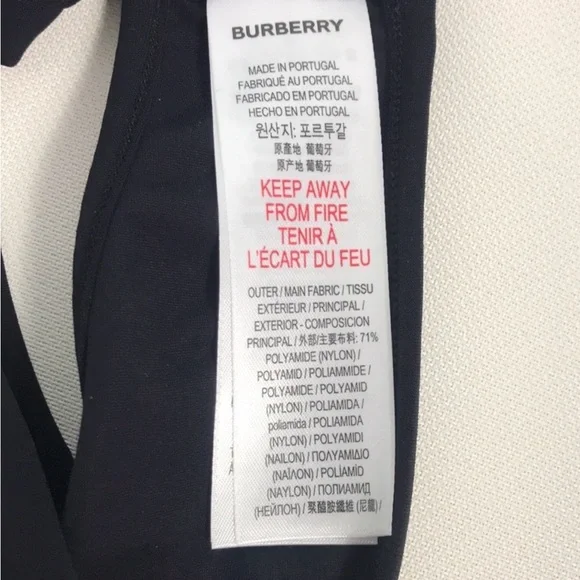 BURBERRY
MADE IN PORTUGAL
FABRIQUÉ AU PORTUGAL
FABRICADO EM PORTUGAL
HECHO EN PORTUGAL
원산지: 포르투갈
原產地 葡萄牙
原产地 葡萄牙
KEEP AWAY
FROM FIRE
TENIR À
L'ÉCART DU FEU
OUTER / MAIN FABRIC / TISSU
EXTÉRIEUR / PRINCIPAL /
EXTERIOR - COMPOSICION
PRINCIPAL / 外部/主要布料: 71%
POLYAMIDE (NYLON) /
POLYAMID / POLIAMMIDE /
POLYAMIDE / POLYAMID
(NYLON) / POLIAMIDA /
poliamida / POLIAMIDA
(NYLON) / POLYAMIDI
(NAILON) / ΠΟΛΥΑΜΙΔΙΟ
(ΝΑΪΛΟΝ) / POLÍAMÍÐ
(NAYLON) / ПОЛИАМИД
(НЕЙЛОН) / 聚醯胺纖維 (尼龍) /